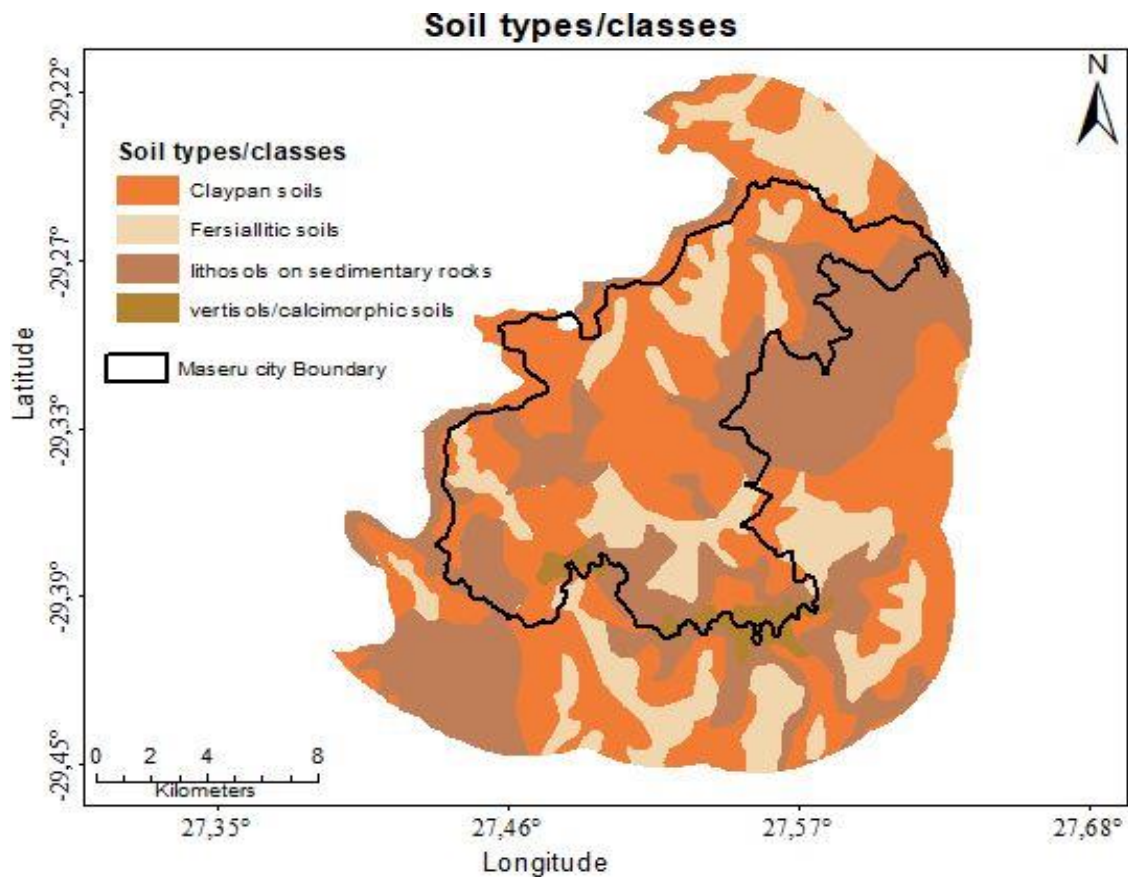 Soil types/classes
N
Soil types/classes
Claypan soils
Fersiallitic soils
lithosols on sedimentary rocks
vertisols/calcimorphic soils
Maseru city Boundary
Latitude
-29,22°
-29,27°
-29,33°
-29,39°
-29,45°
0 2 4 8
Kilometers
27,35° 27,46° 27,57° 27,68°
Longitude